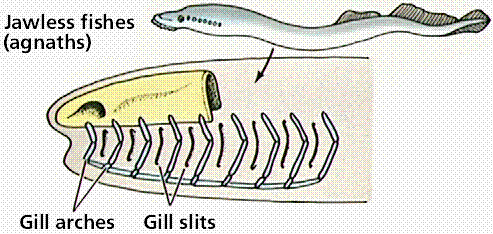 Jawless fishes
(agnaths)
Gill arches
Gill slits